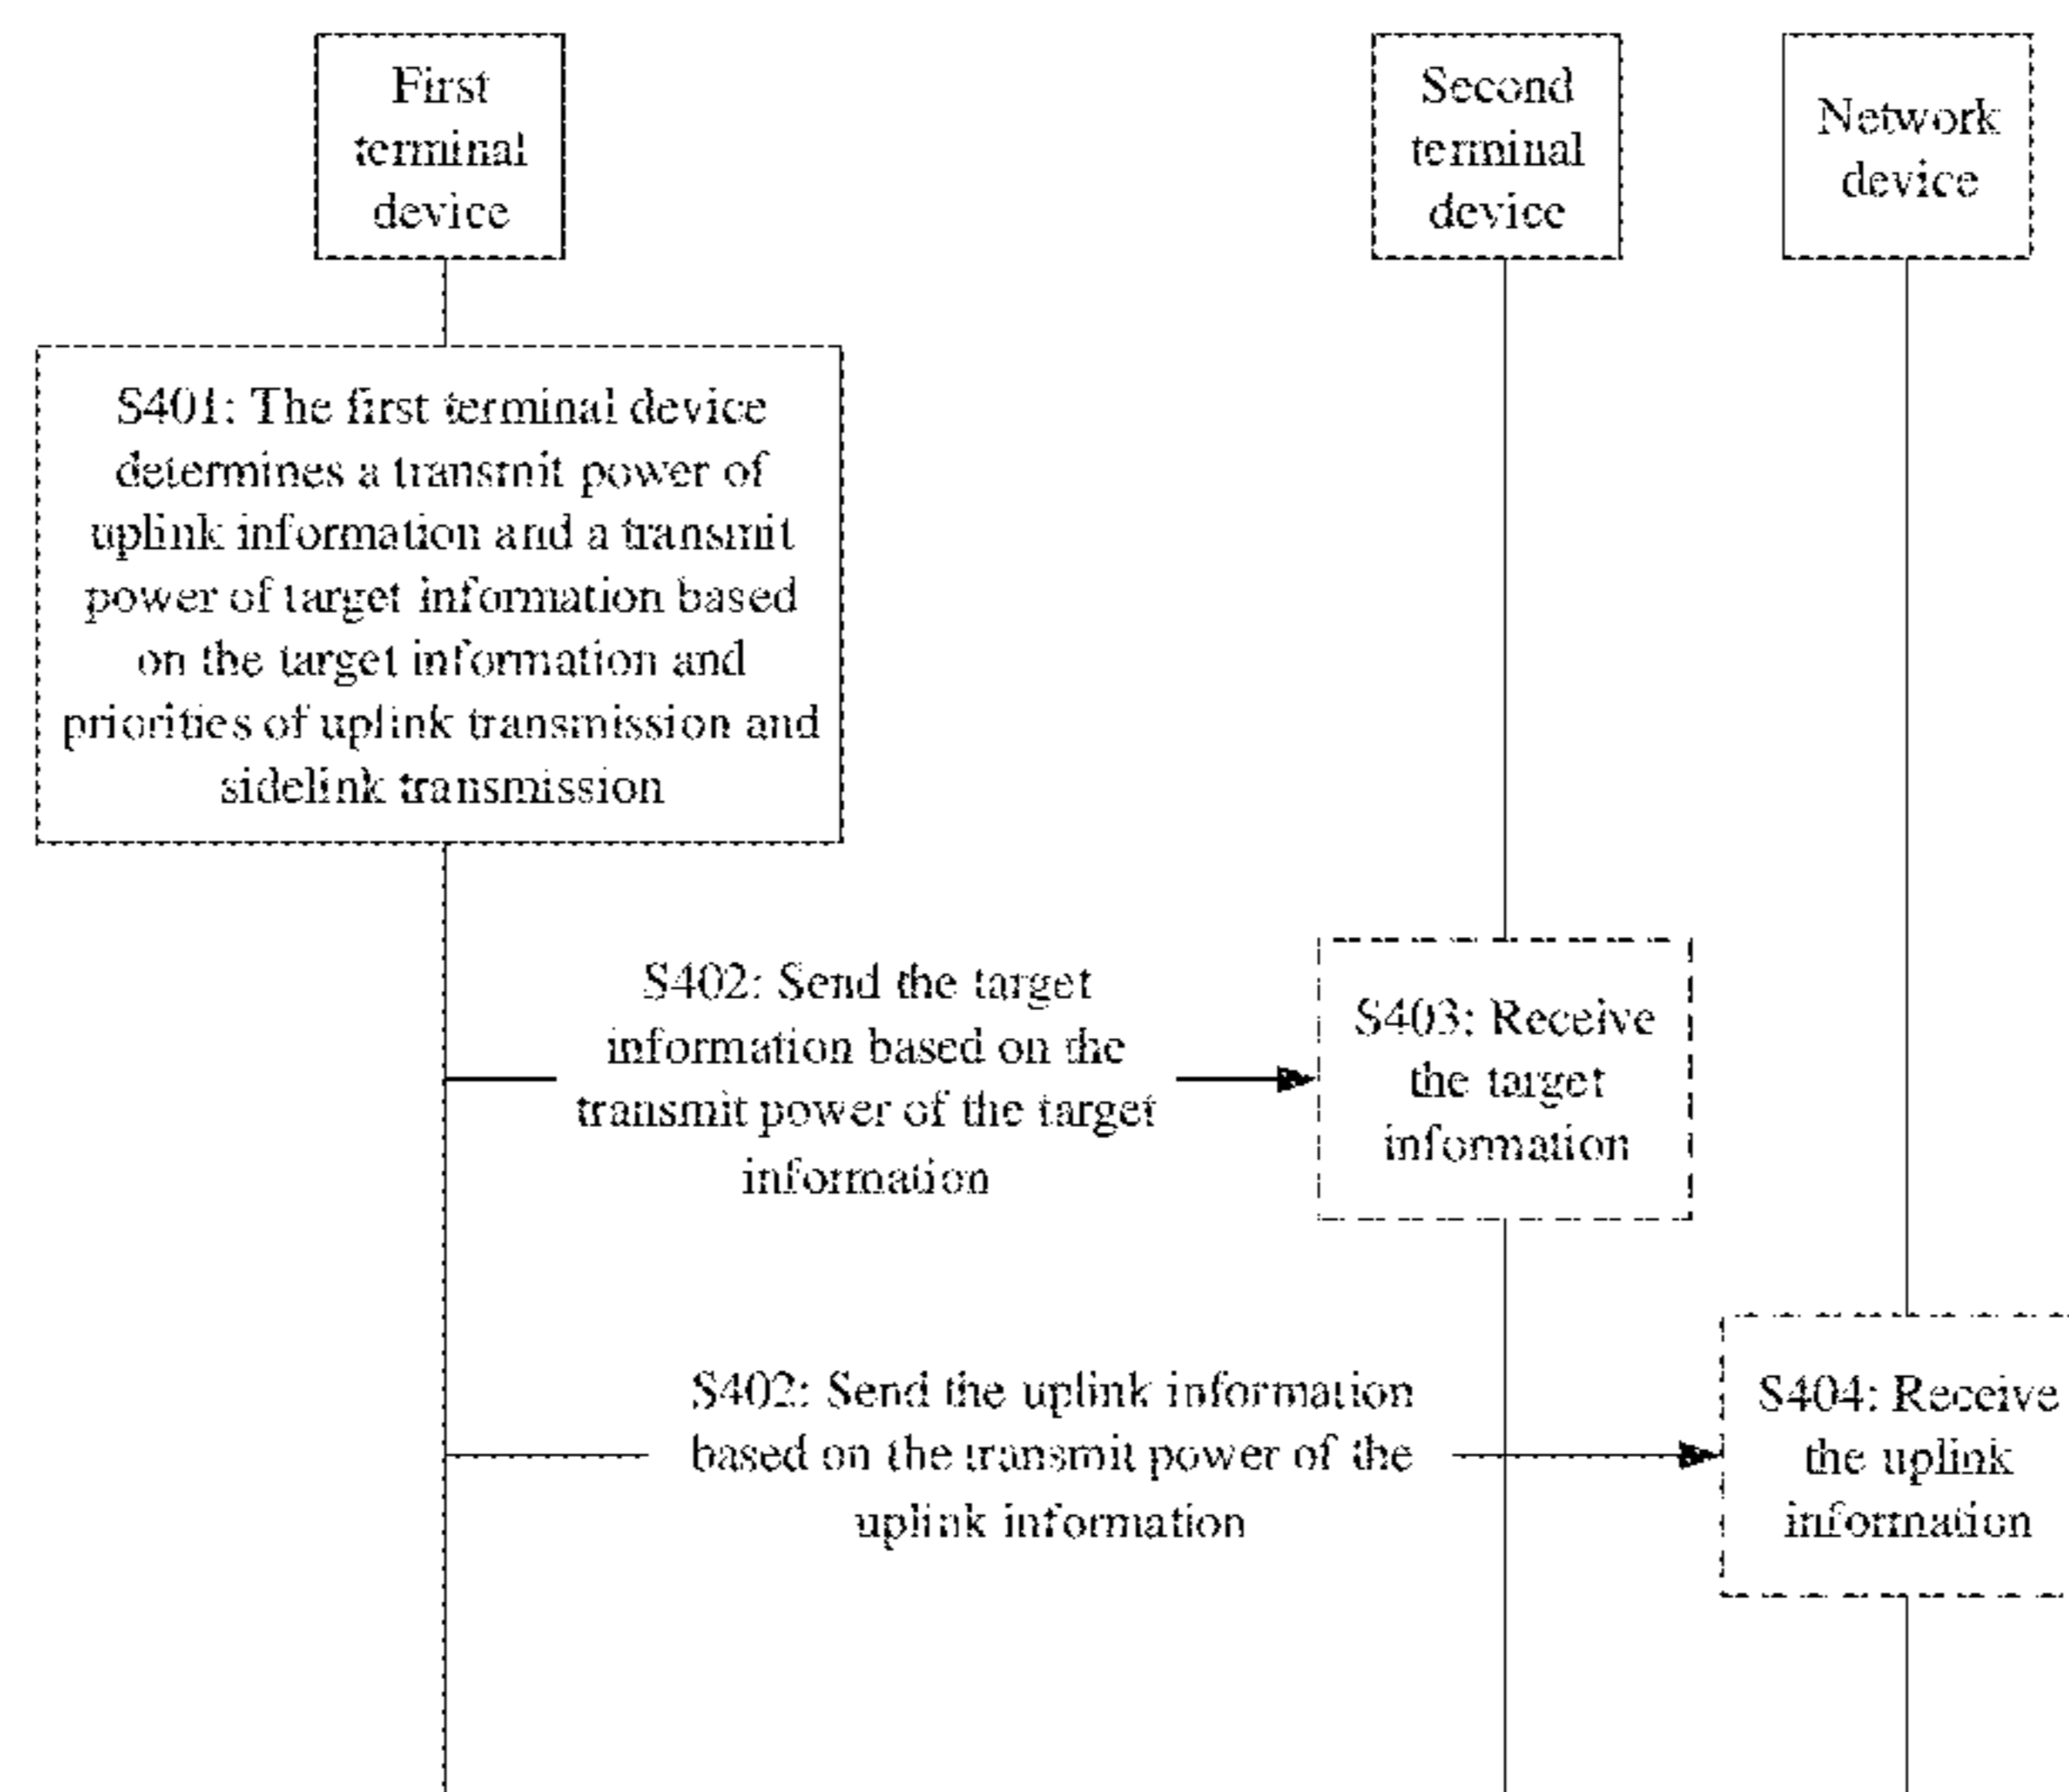 First
terminal
device
Second
terminal
device
Network
device
S401: The first terminal device
determines a transmit power of
uplink information and a transmit
power of target information based
on the target information and
priorities of uplink transmission and
sidelink transmission
S402: Send the target
information based on the
transmit power of the target
information
S403: Receive
the target
information
S402: Send the uplink information
based on the transmit power of the
uplink information
S404: Receive
the uplink
information